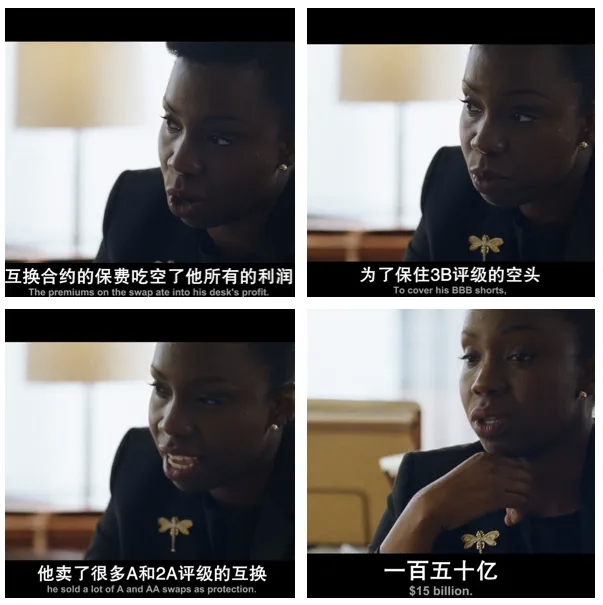 互换合约的保费吃空了他所有的利润
The premiums on the swap ate into his desk's profit.
为了保住3B评级的空头
To cover his BBB shorts,
他卖了很多A和2A评级的互换
he sold a lot of A and AA swaps as protection.
一百五十亿
$15 billion.